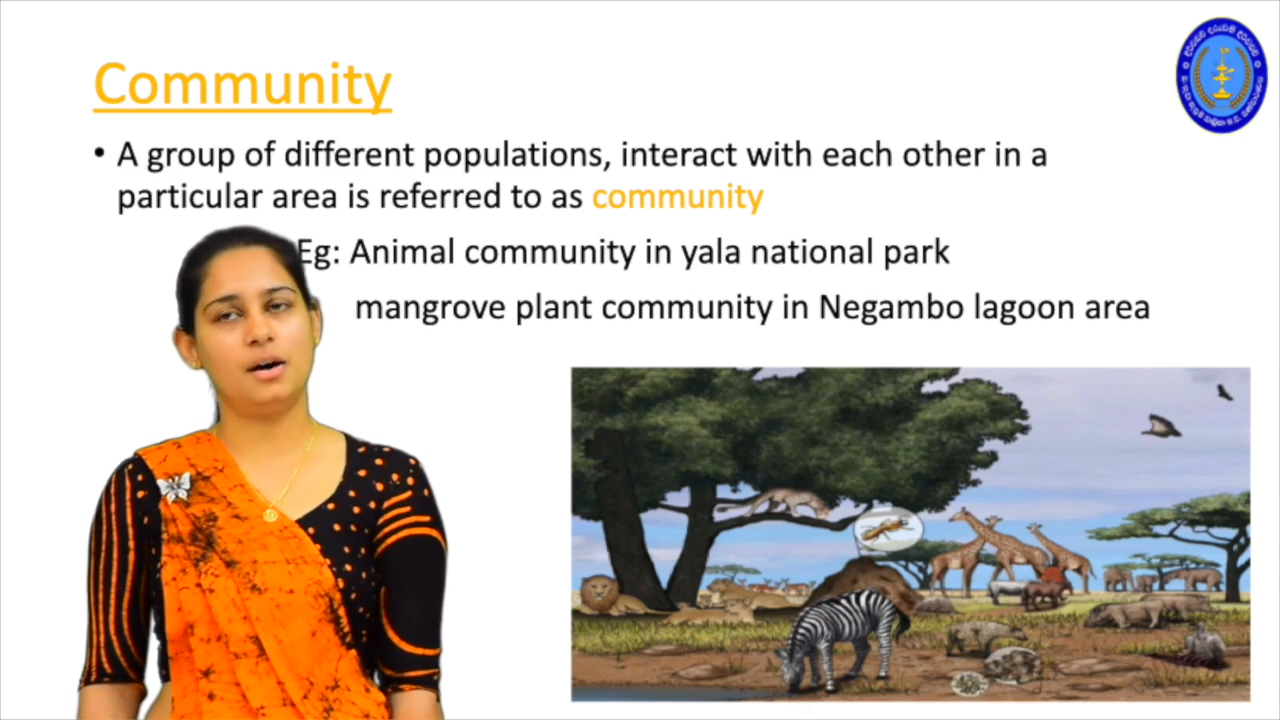 Community
• A group of different populations, interact with each other in a
particular area is referred to as community
Eg: Animal community in yala national park
mangrove plant community in Negambo lagoon area